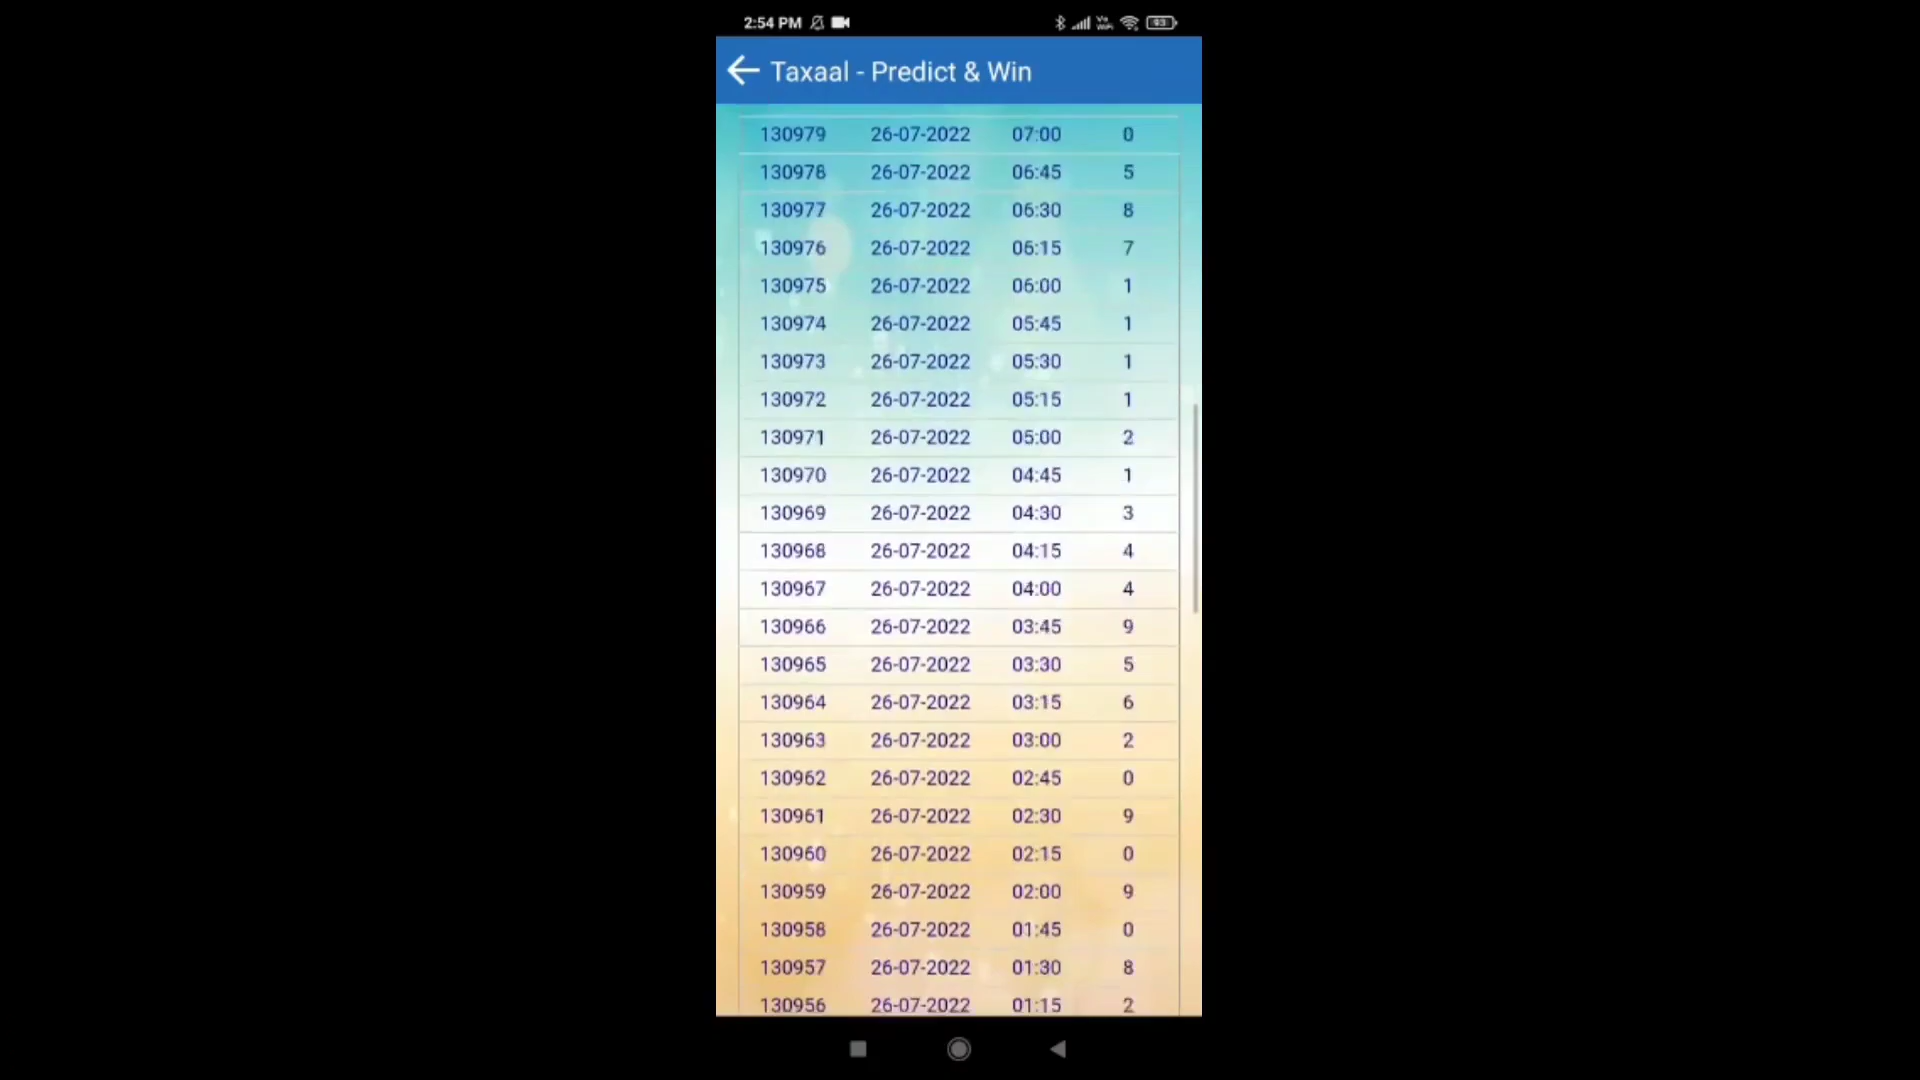 2:54 PM
Vo WiFi 93
Taxaal - Predict & Win
130979 26-07-2022 07:00 0
130978 26-07-2022 06:45 5
130977 26-07-2022 06:30 8
130976 26-07-2022 06:15 7
130975 26-07-2022 06:00 1
130974 26-07-2022 05:45 1
130973 26-07-2022 05:30 1
130972 26-07-2022 05:15 1
130971 26-07-2022 05:00 2
130970 26-07-2022 04:45 1
130969 26-07-2022 04:30 3
130968 26-07-2022 04:15 4
130967 26-07-2022 04:00 4
130966 26-07-2022 03:45 9
130965 26-07-2022 03:30 5
130964 26-07-2022 03:15 6
130963 26-07-2022 03:00 2
130962 26-07-2022 02:45 0
130961 26-07-2022 02:30 9
130960 26-07-2022 02:15 0
130959 26-07-2022 02:00 9
130958 26-07-2022 01:45 0
130957 26-07-2022 01:30 8
130956 26-07-2022 01:15 2